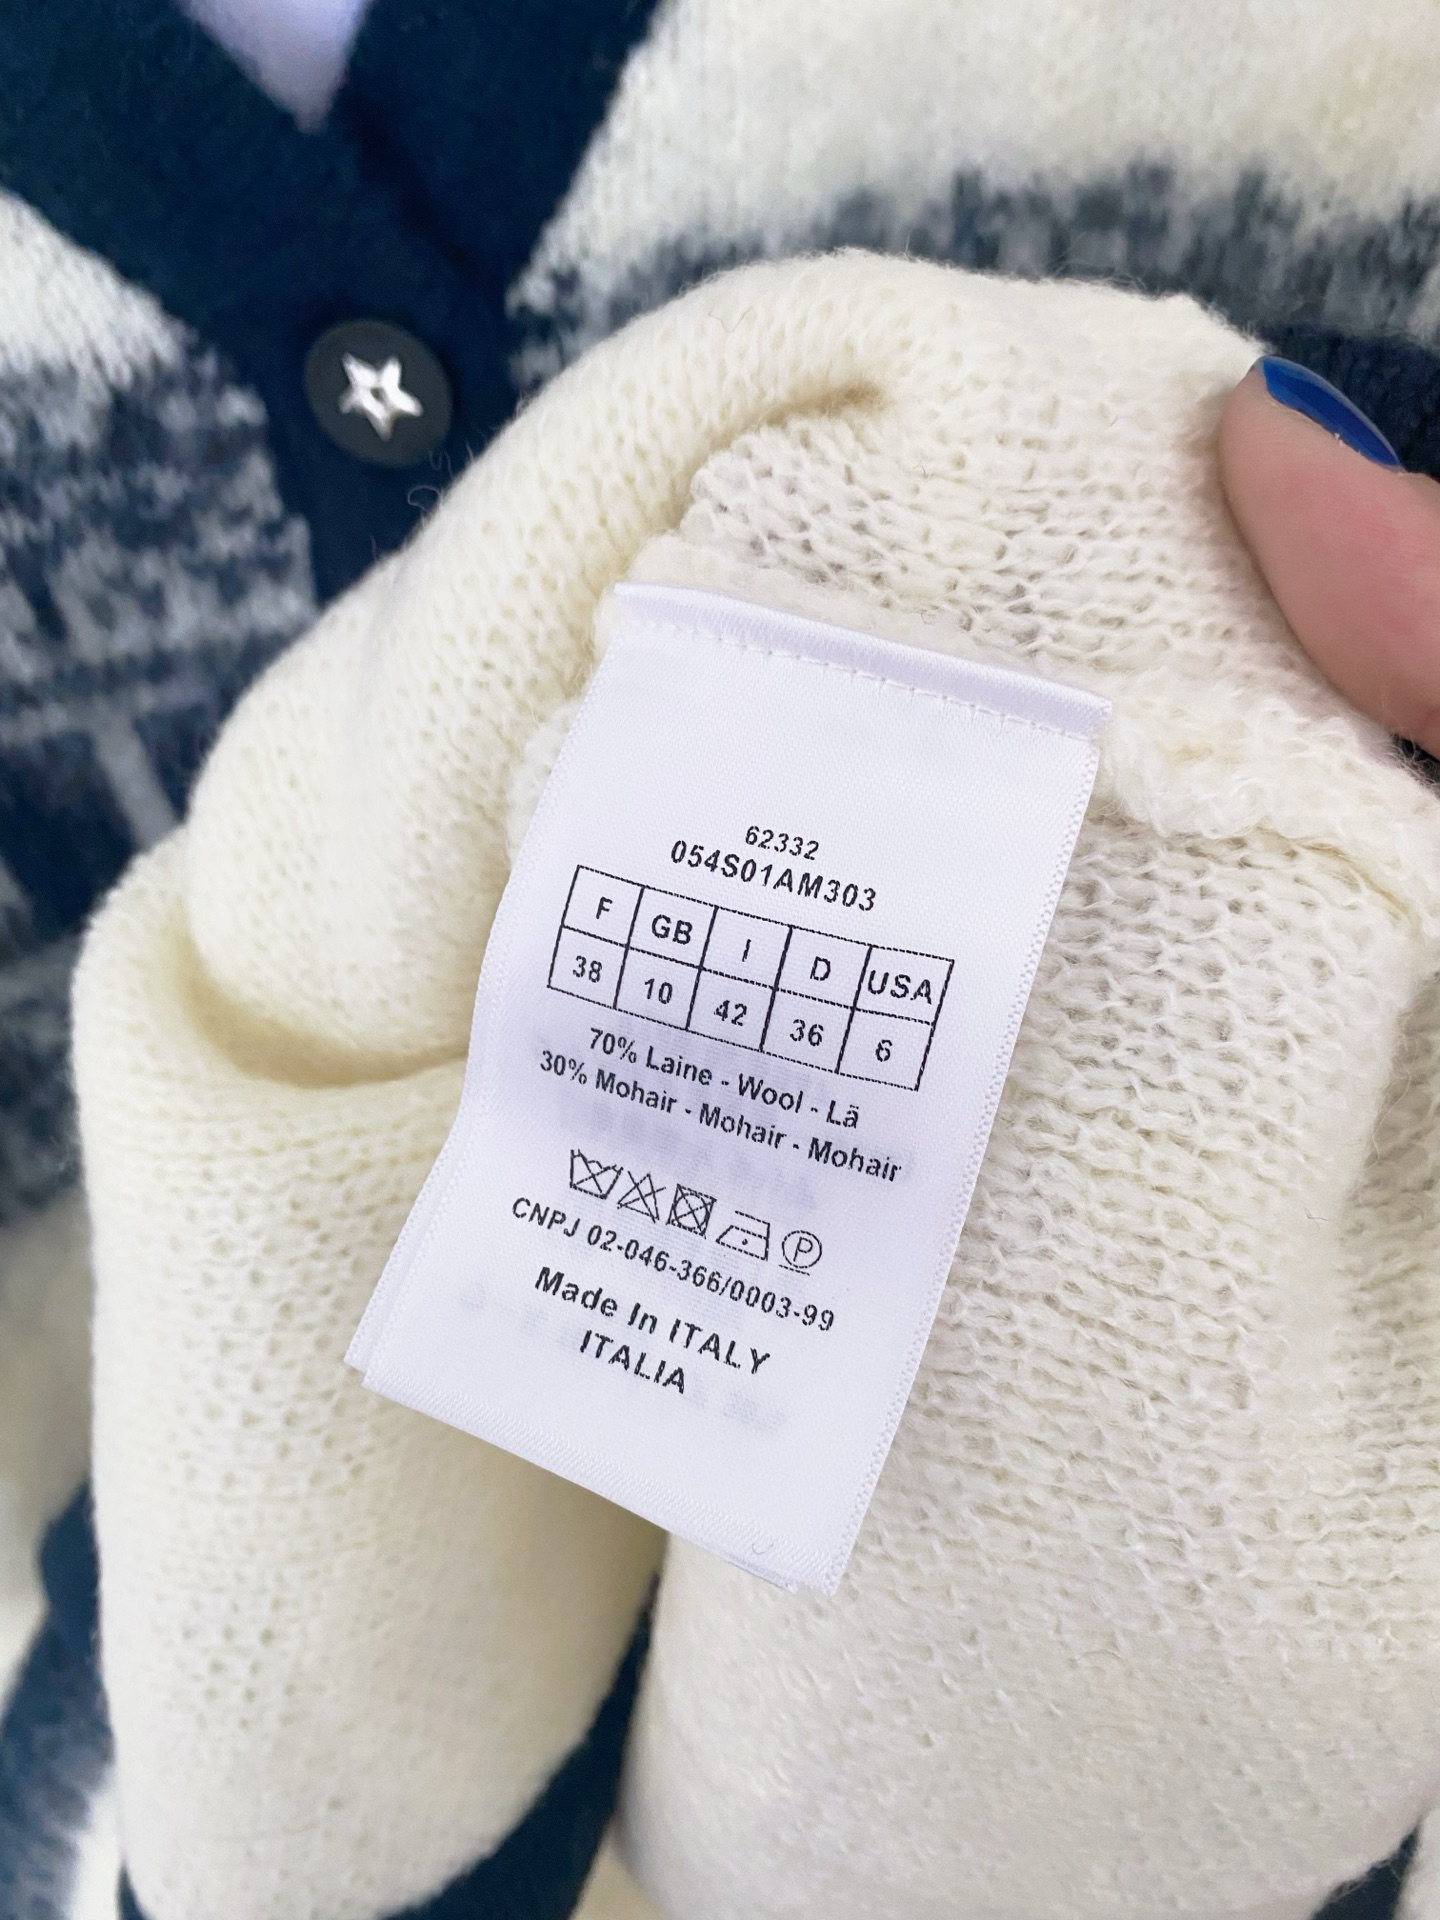 62332
054S01AM303
F GB I D USA
38 10 42 36 6
70% Laine - Wool - Lã
30% Mohair - Mohair - Mohair
P
CNPJ 02-046-366/0003-99
Made In ITALY
ITALIA